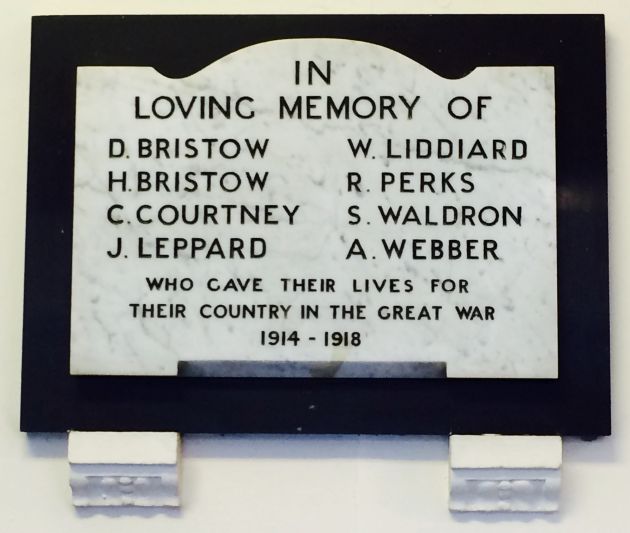 IN
LOVING MEMORY OF
D. BRISTOW W. LIDDIARD
H. BRISTOW R. PERKS
C. COURTNEY S. WALDRON
J. LEPPARD A. WEBBER
WHO GAVE THEIR LIVES FOR
THEIR COUNTRY IN THE GREAT WAR
1914 - 1918